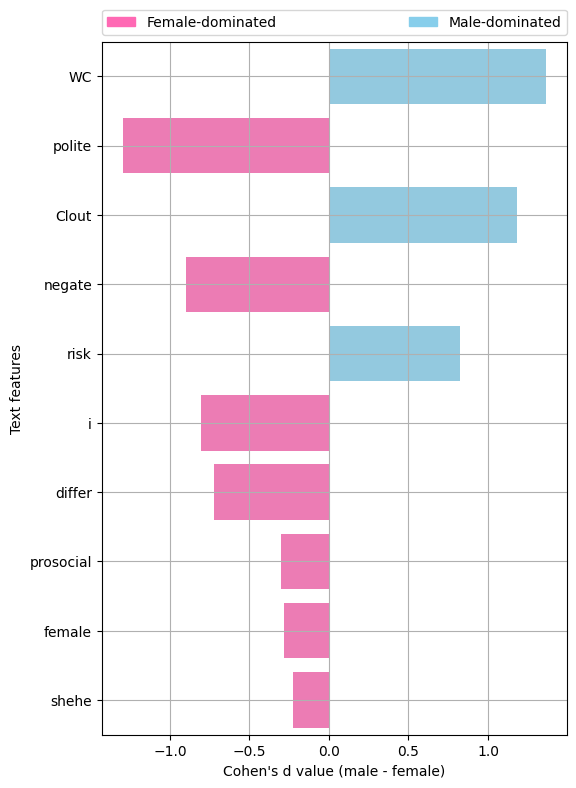 Female-dominated
Male-dominated
WC
polite
Clout
negate
risk
i
differ
prosocial
female
shehe
Text features
−1.0
−0.5
0.0
0.5
1.0
Cohen's d value (male - female)